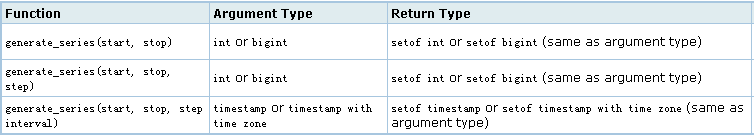 Function Argument Type Return Type
generate_series(start, stop) int or bigint setof int or setof bigint (same as argument type)
generate_series(start, stop, int or bigint setof int or setof bigint (same as argument type)
step)
generate_series(start, stop, step timestamp or timestamp with setof timestamp or setof timestamp with time zone (same as
interval) time zone argument type)